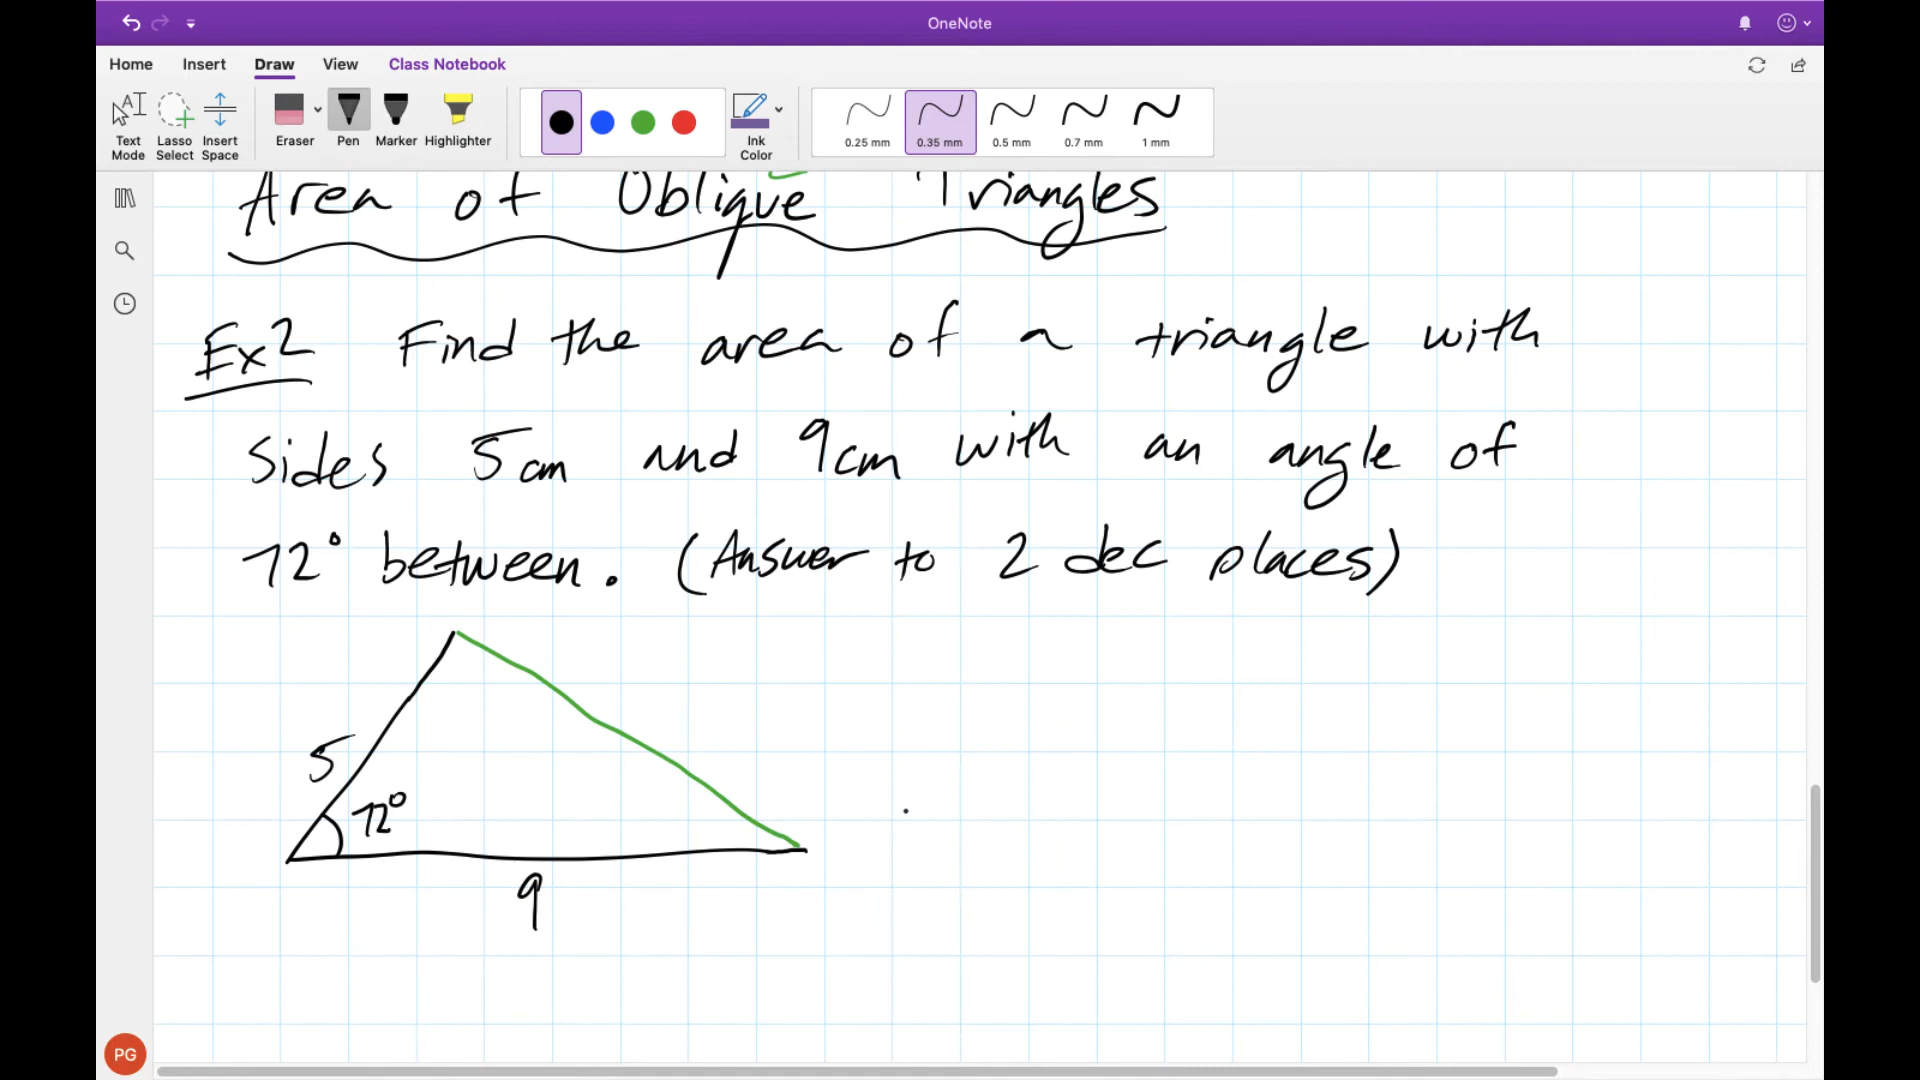 OneNote
Home Insert Draw View Class Notebook
Text Mode Lasso Select Insert Space Eraser Pen Marker Highlighter Ink Color 0.25 mm 0.35 mm 0.5 mm 0.7 mm 1 mm
Area of Oblique Triangles
Ex2 Find the area of a triangle with
sides 5cm and 9cm with an angle of
72° between. (Answer to 2 dec places)
5
72°
9
PG